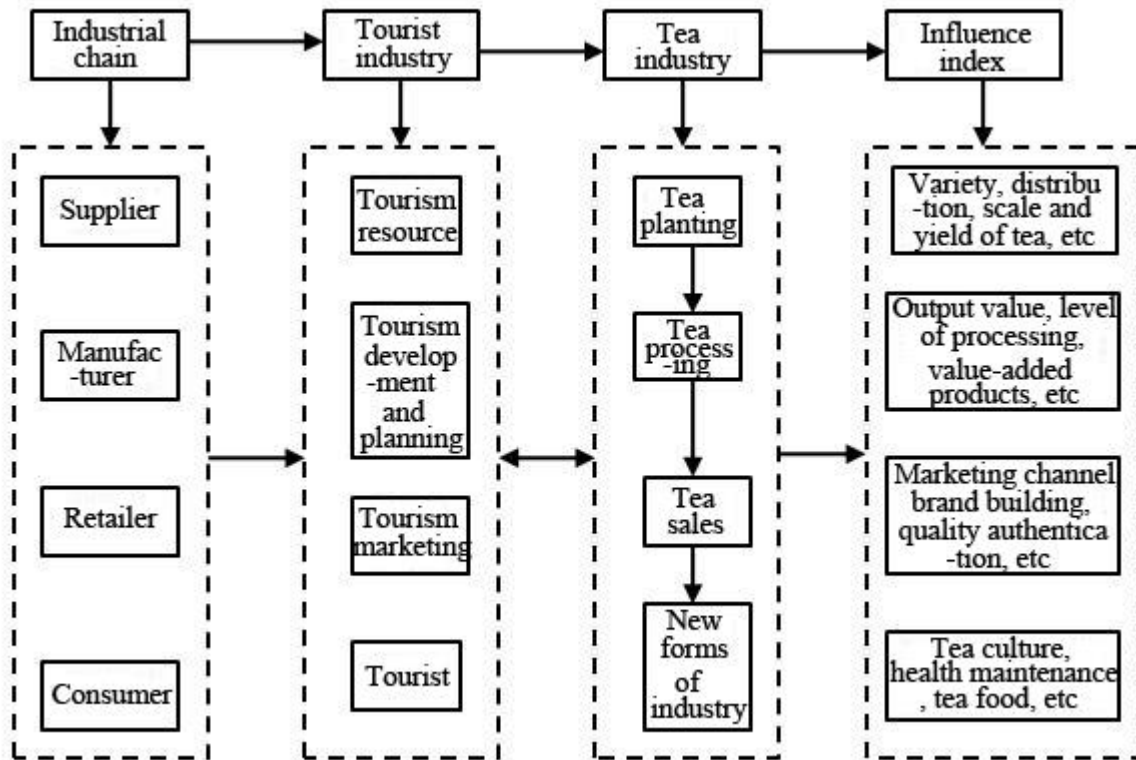 Industrial
chain
Tourist
industry
Tea
industry
Influence
index
Supplier
Manufac
-turer
Retailer
Consumer
Tourism
resource
Tourism
develop
-ment
and
planning
Tourism
marketing
Tourist
Tea
planting
Tea
process
-ing
Tea
sales
New
forms
of
industry
Variety, distribu
-tion, scale and
yield of tea, etc
Output value, level
of processing,
value-added
products, etc
Marketing channel
brand building,
quality authentica
-tion, etc
Tea culture,
health maintenance
, tea food, etc